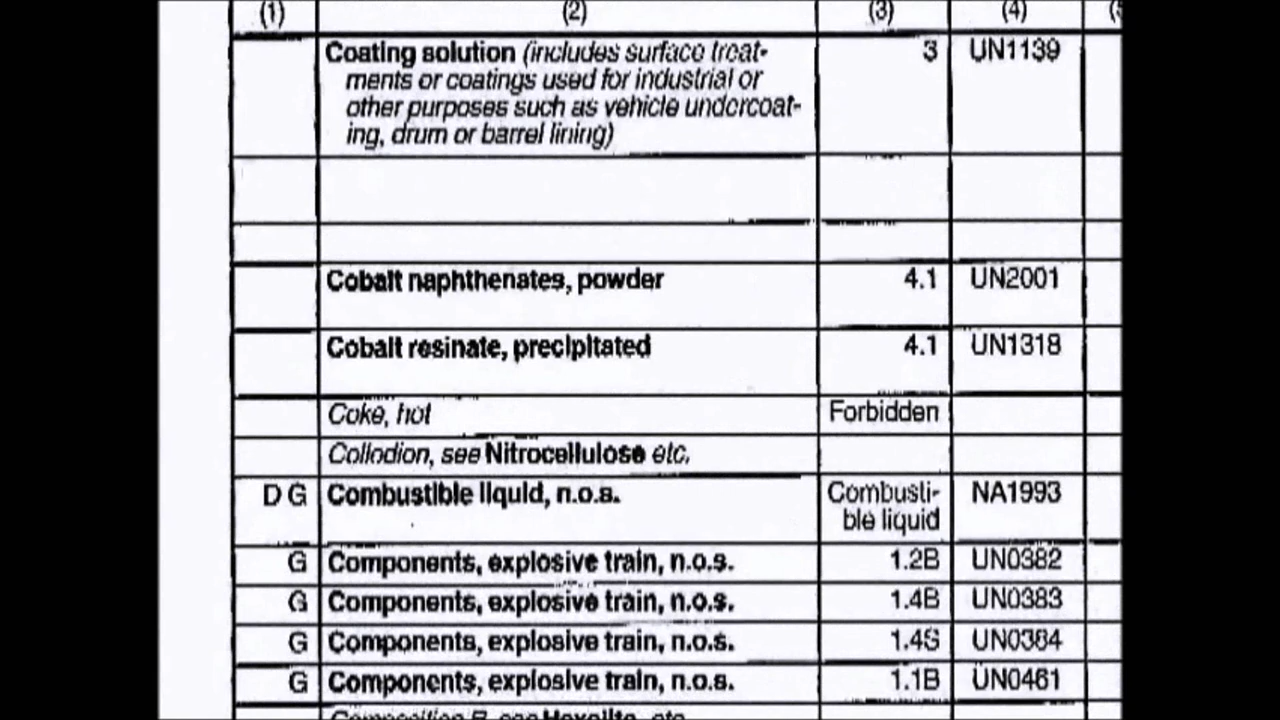 (1) (2) (3) (4)
Coating solution (includes surface treat- 3 UN1139
ments or coatings used for industrial or
other purposes such as vehicle undercoat-
ing, drum or barrel lining)
Cobalt naphthenates, powder 4.1 UN2001
Cobalt resinate, precipitated 4.1 UN1318
Coke, hot Forbidden
Collodion, see Nitrocellulose etc.
D G Combustible liquid, n.o.s. Combusti- NA1993
ble liquid
G Components, explosive train, n.o.s. 1.2B UN0382
G Components, explosive train, n.o.s. 1.4B UN0383
G Components, explosive train, n.o.s. 1.4S UN0384
G Components, explosive train, n.o.s. 1.1B UN0461
Composition B, see Hexolite, etc.